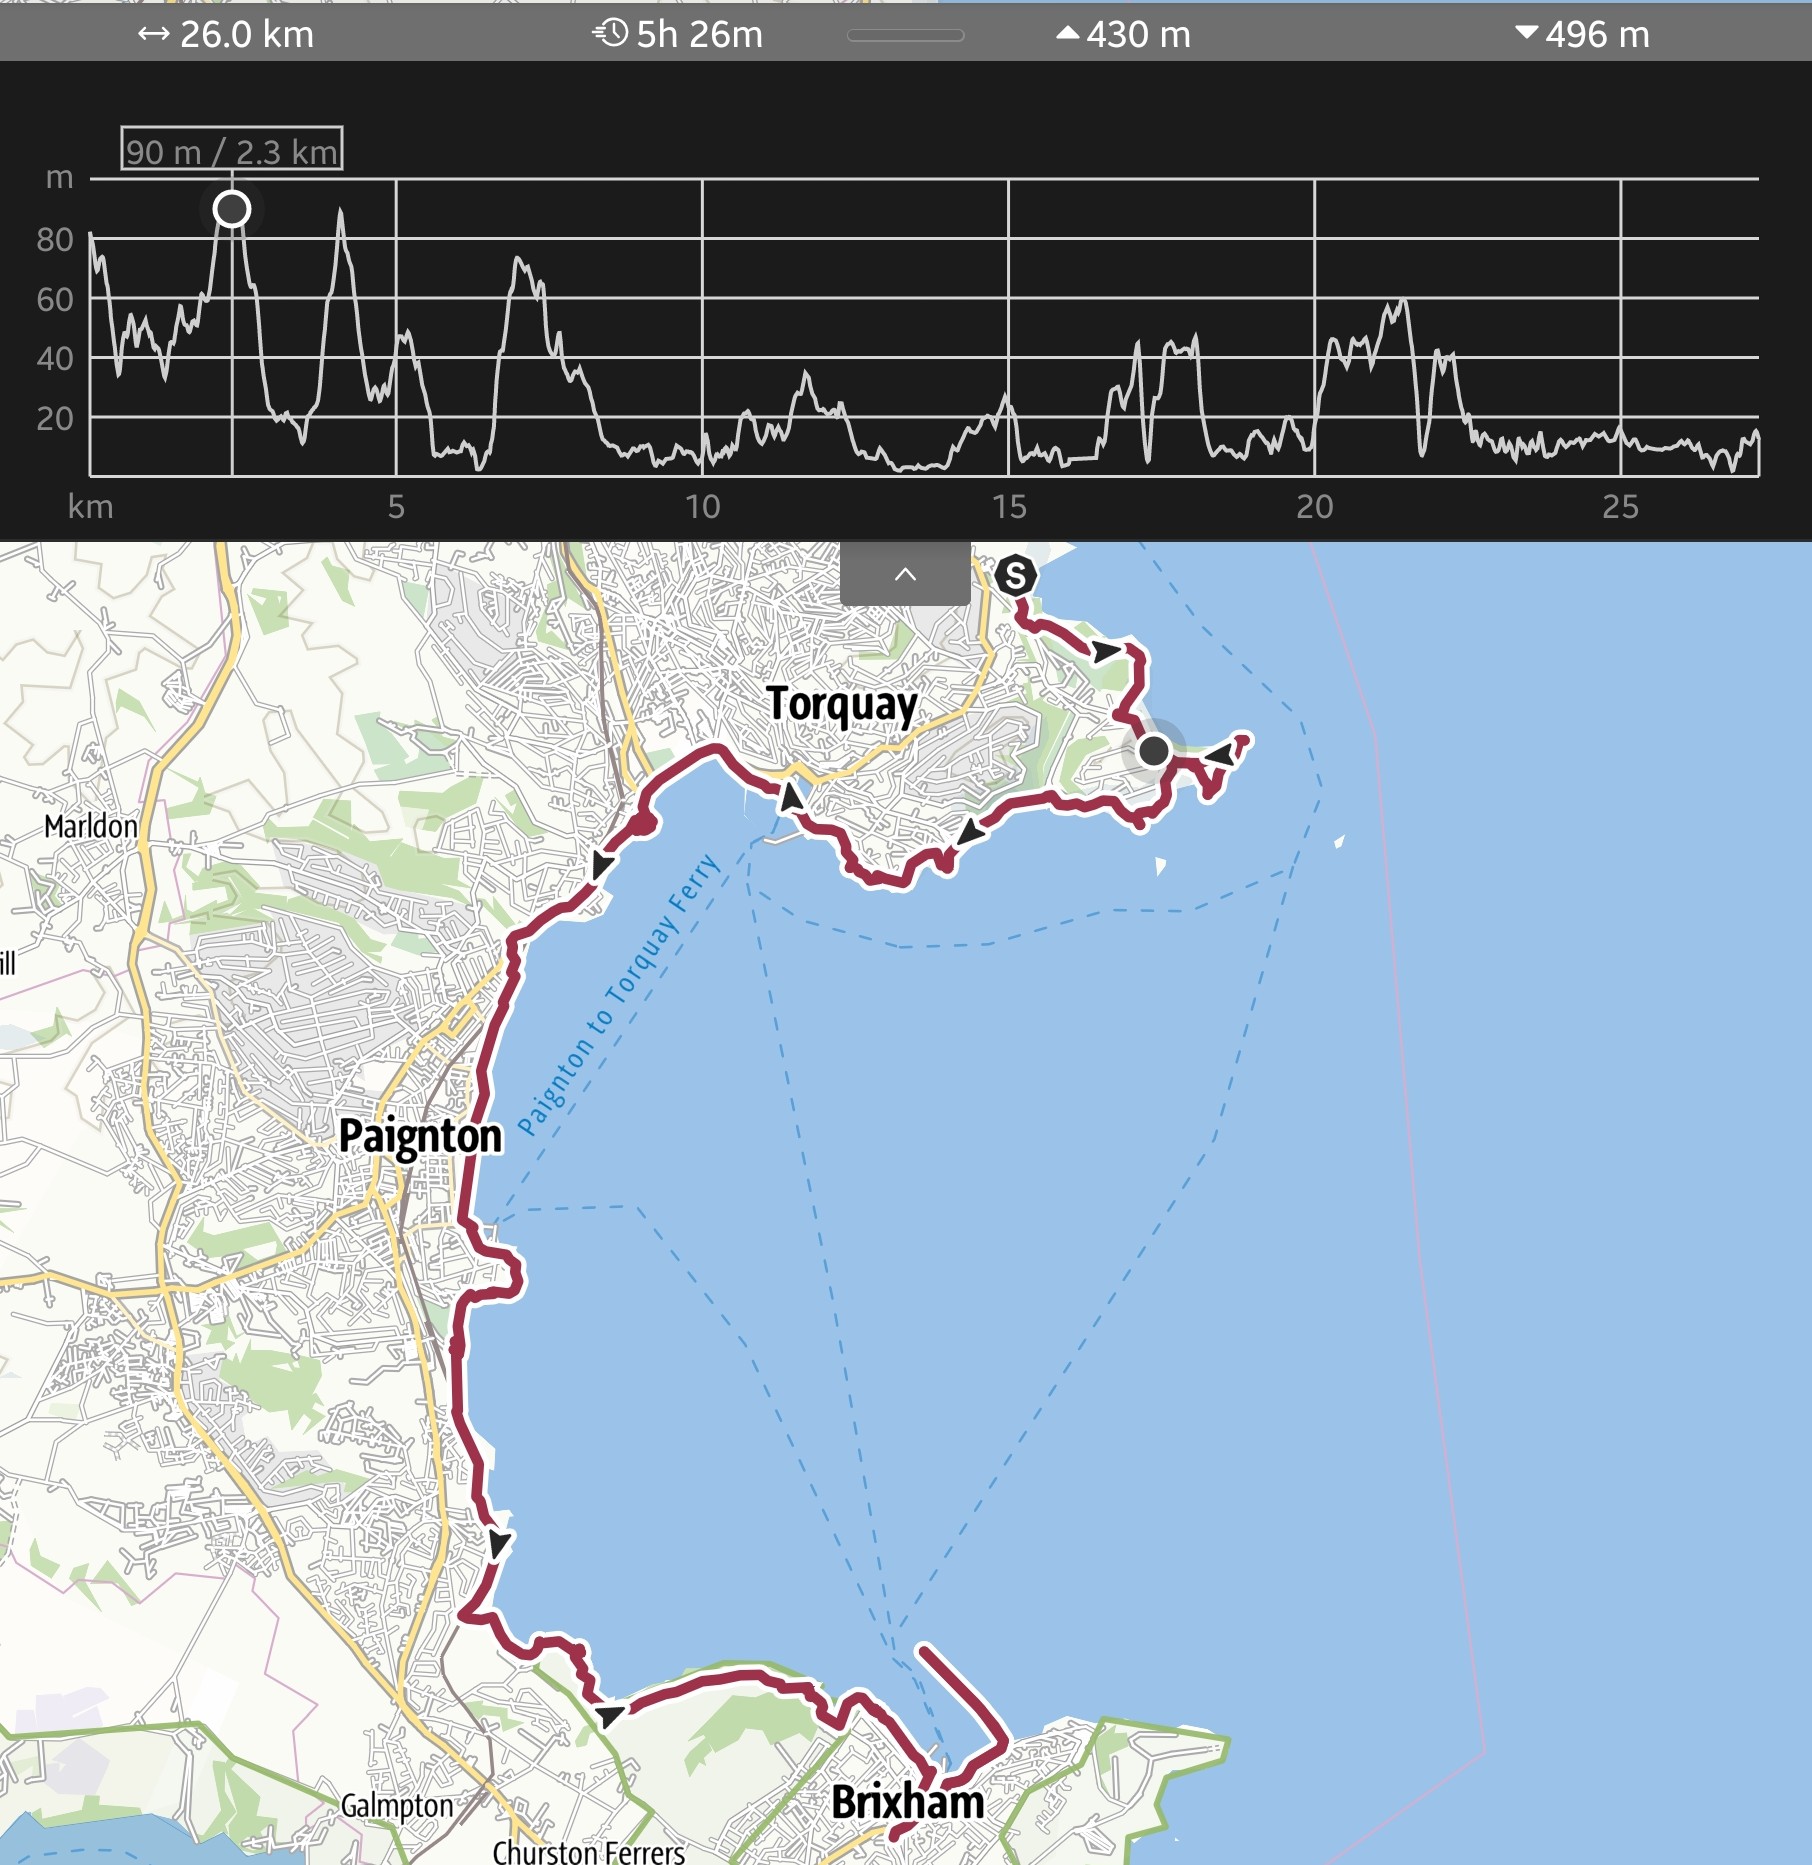 26.0 km 5h 26m 430 m 496 m
90 m / 2.3 km
m
80
60
40
20
km 5 10 15 20 25
S
Torquay
Marldon
ill
Paignton to Torquay Ferry
Paignton
Galmpton
Brixham
Churston Ferrers